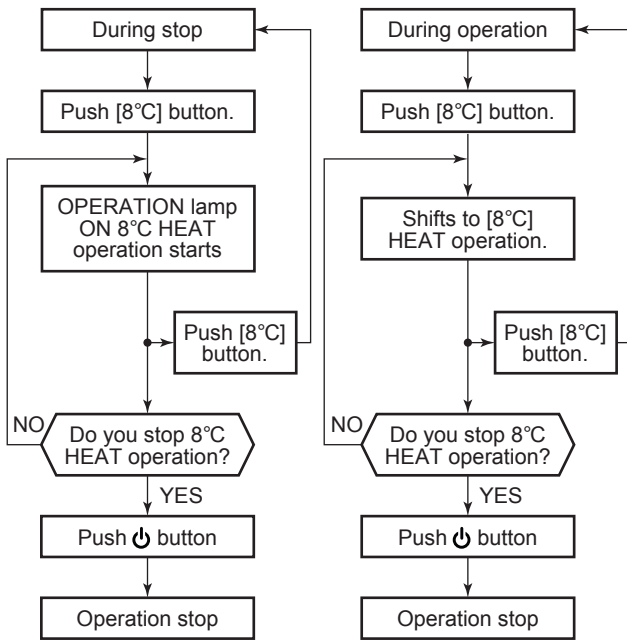 During stop
Push [8°C] button.
OPERATION lamp
ON 8°C HEAT
operation starts
Push [8°C]
button.
NO
Do you stop 8°C
HEAT operation?
YES
Push ⏻ button
Operation stop
During operation
Push [8°C] button.
Shifts to [8°C]
HEAT operation.
Push [8°C]
button.
NO
Do you stop 8°C
HEAT operation?
YES
Push ⏻ button
Operation stop